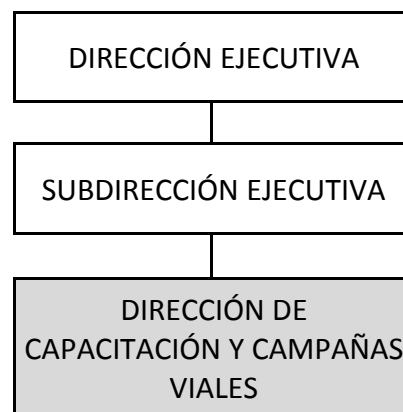 DIRECCIÓN EJECUTIVA
SUBDIRECCIÓN EJECUTIVA
DIRECCIÓN DE
CAPACITACIÓN Y CAMPAÑAS
VIALES